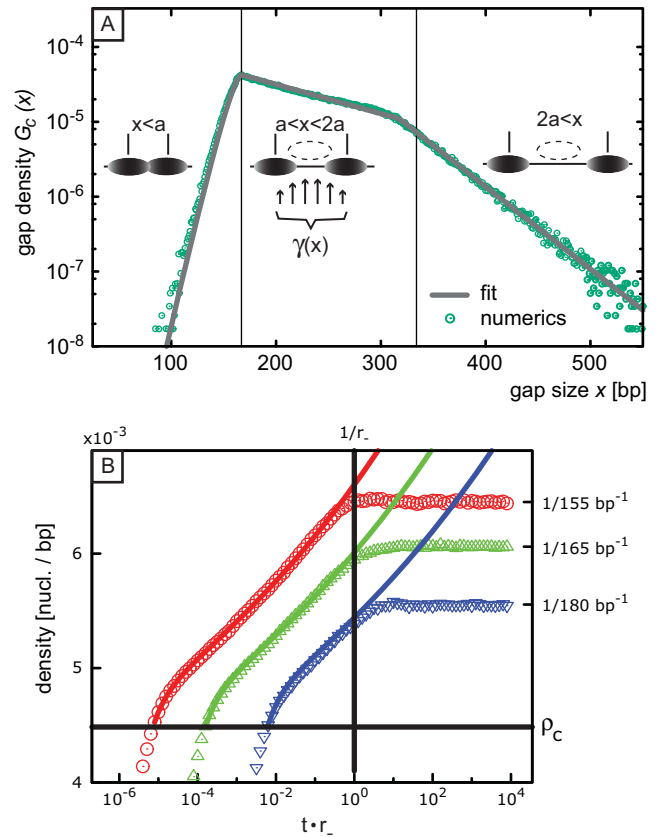 A
gap density G_c (x)
10^-4
10^-5
10^-6
10^-7
10^-8
x<a
a<x<2a
2a<x
γ(x)
fit
numerics
100
200
300
400
500
gap size x [bp]
B
x10^-3
1/r_-
density [nucl. / bp]
6
5
4
1/155 bp^-1
1/165 bp^-1
1/180 bp^-1
ρ_c
10^-6
10^-4
10^-2
10^0
10^2
10^4
t·r_-